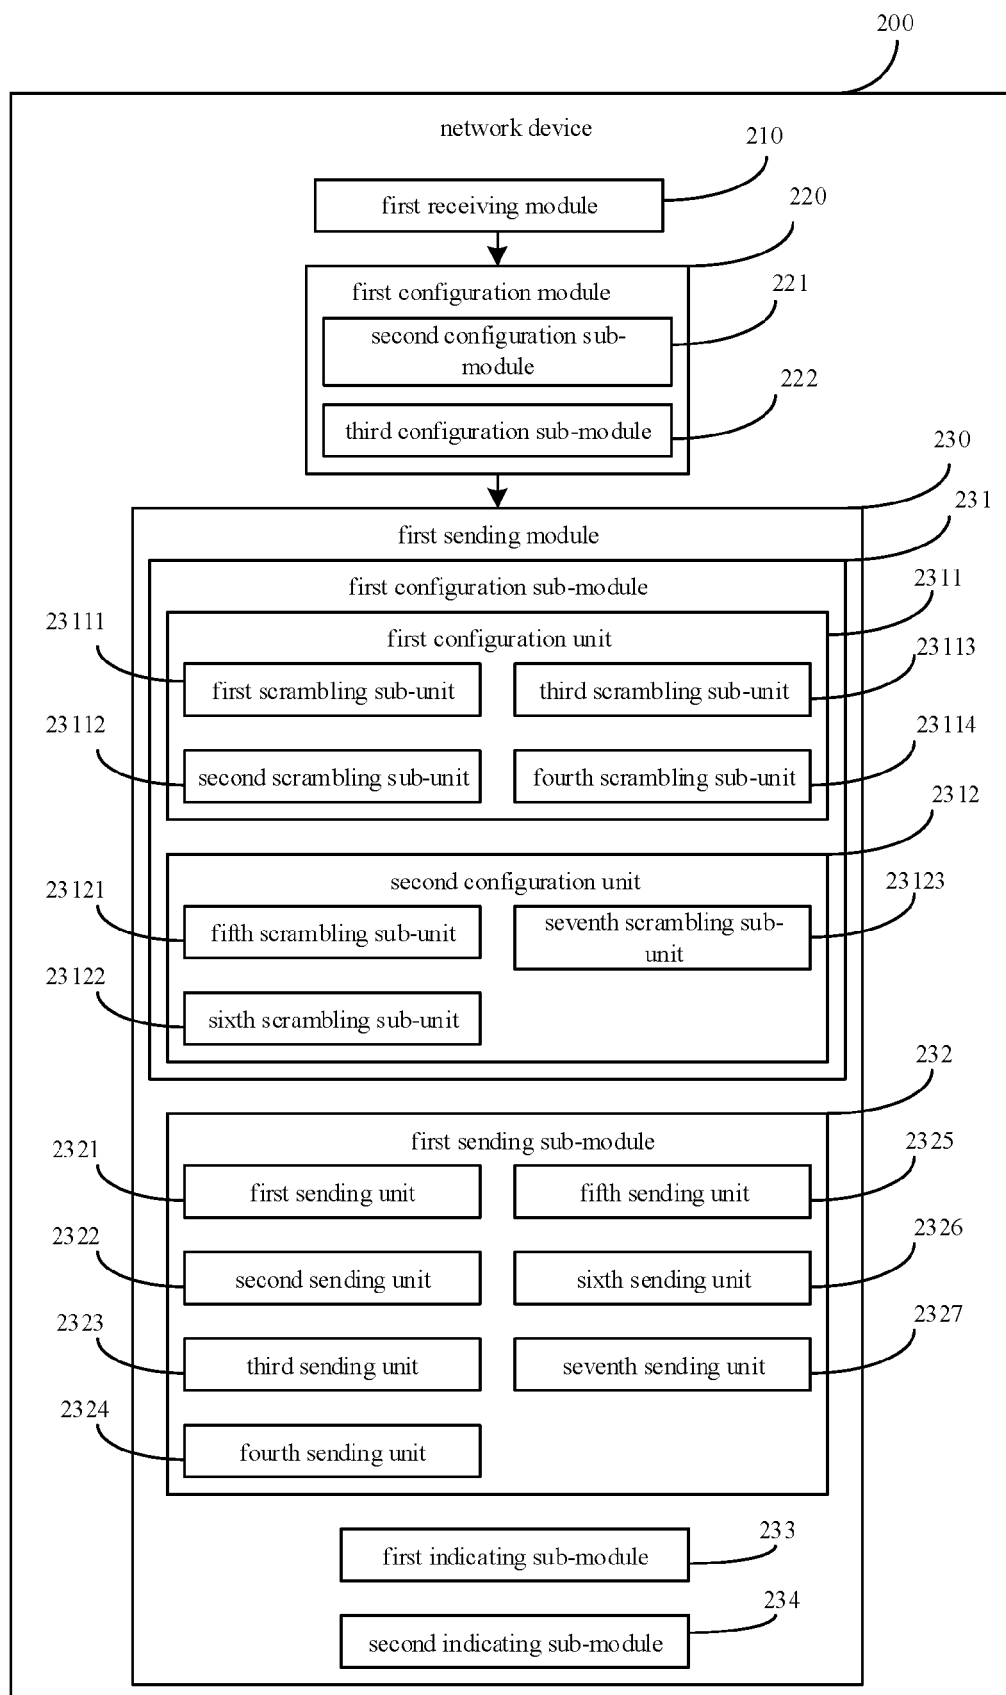 200
network device
210
first receiving module
220
first configuration module
221
second configuration sub-
module
222
third configuration sub-module
230
first sending module
231
first configuration sub-module
2311
first configuration unit
23111
first scrambling sub-unit
third scrambling sub-unit
23113
23112
second scrambling sub-unit
fourth scrambling sub-unit
23114
2312
second configuration unit
23121
fifth scrambling sub-unit
seventh scrambling sub-
unit
23123
23122
sixth scrambling sub-unit
232
first sending sub-module
2321
first sending unit
fifth sending unit
2325
2322
second sending unit
sixth sending unit
2326
2323
third sending unit
seventh sending unit
2327
2324
fourth sending unit
233
first indicating sub-module
234
second indicating sub-module